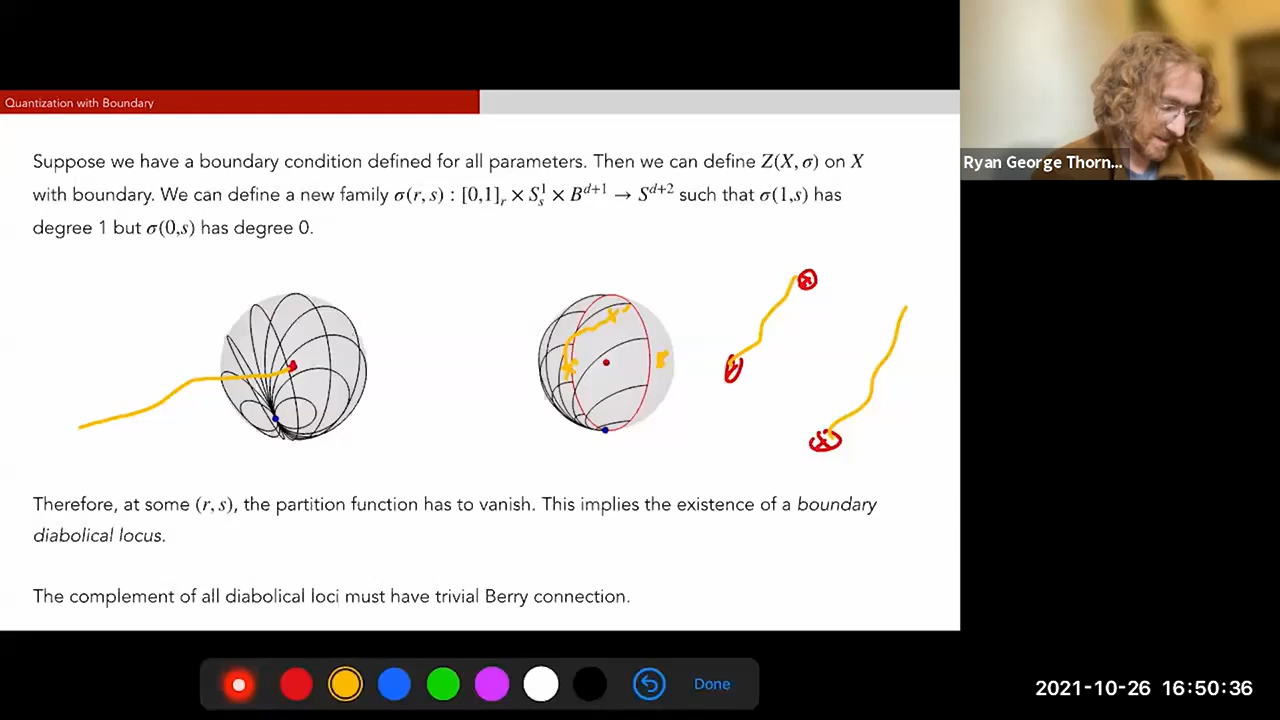 Quantization with Boundary
Suppose we have a boundary condition defined for all parameters. Then we can define Z(X, σ) on X
with boundary. We can define a new family σ(r, s) : [0,1]ᵣ × S¹ₛ × Bᵈ⁺¹ → Sᵈ⁺² such that σ(1,s) has
degree 1 but σ(0,s) has degree 0.
Therefore, at some (r, s), the partition function has to vanish. This implies the existence of a boundary
diabolical locus.
The complement of all diabolical loci must have trivial Berry connection.
Ryan George Thorn...
Done
2021-10-26 16:50:36